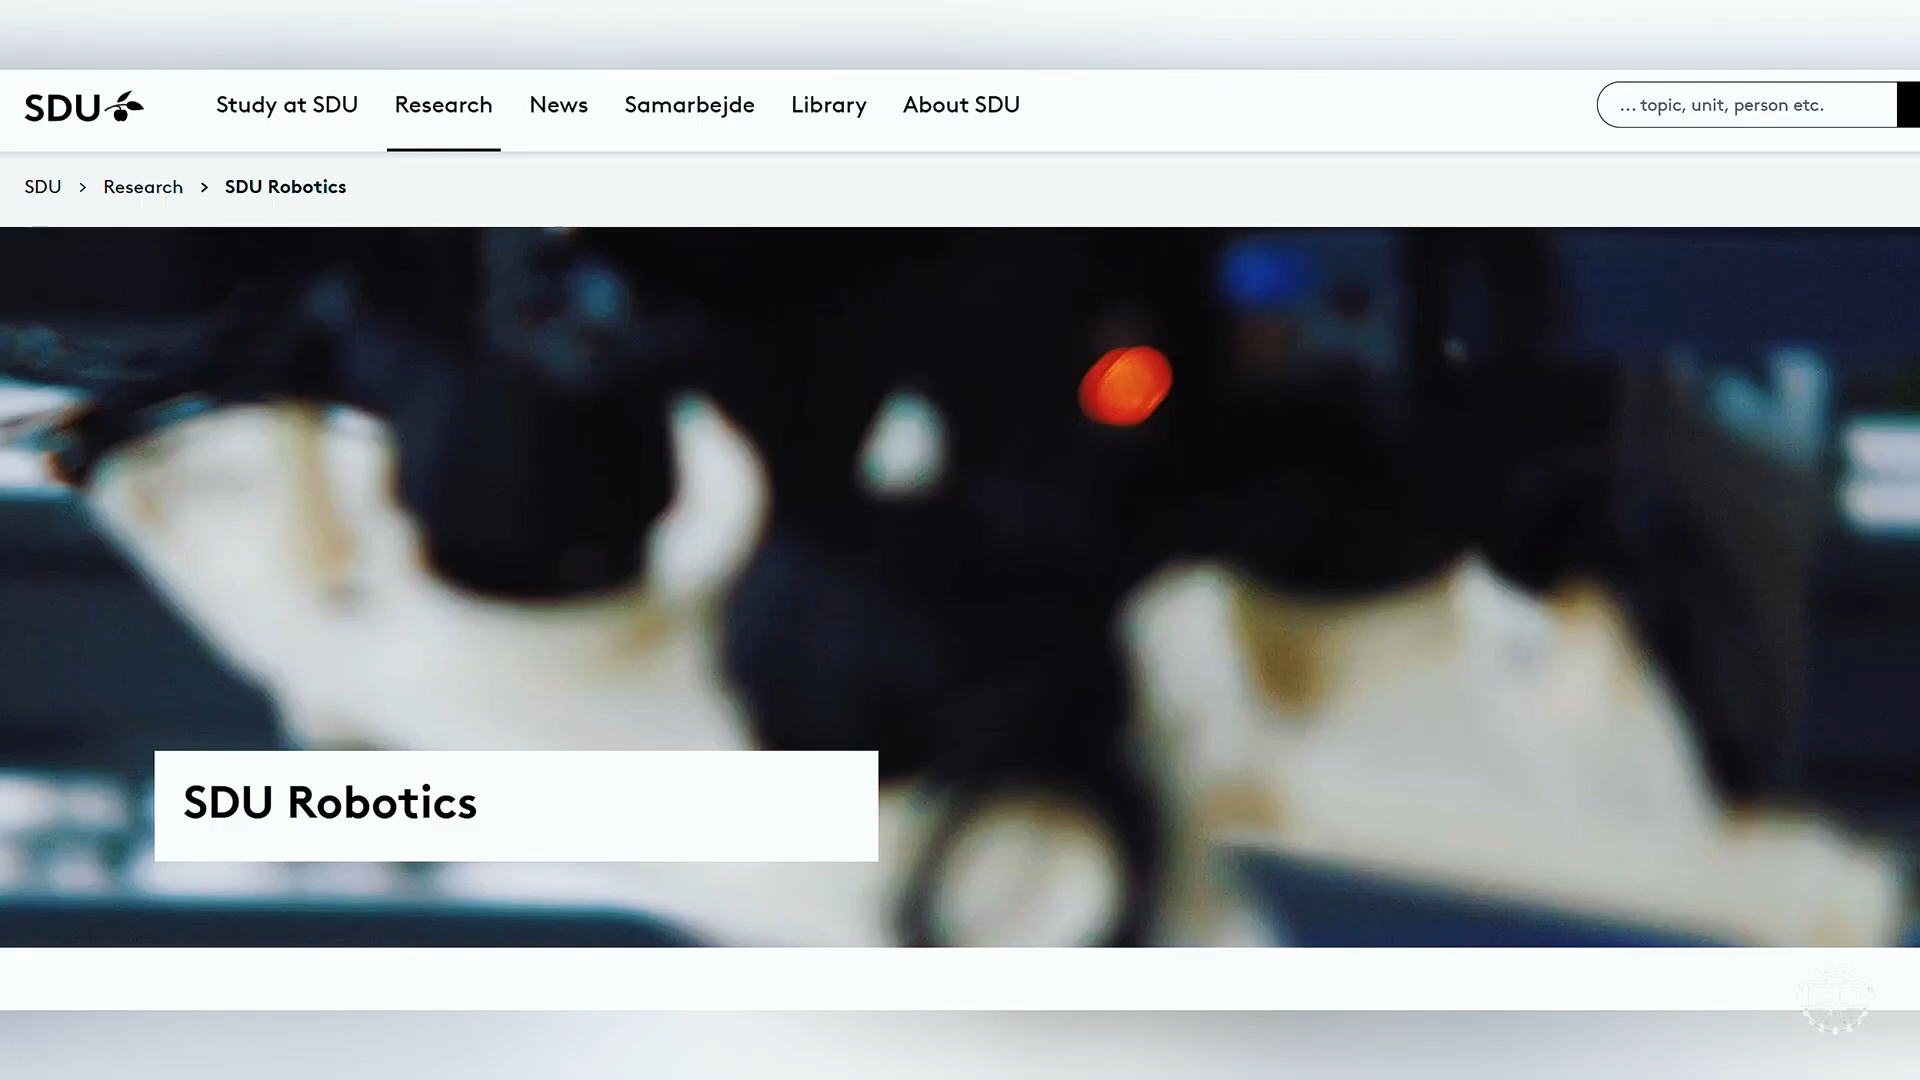 SDU
Study at SDU
Research
News
Samarbejde
Library
About SDU
... topic, unit, person etc.
SDU > Research > SDU Robotics
SDU Robotics